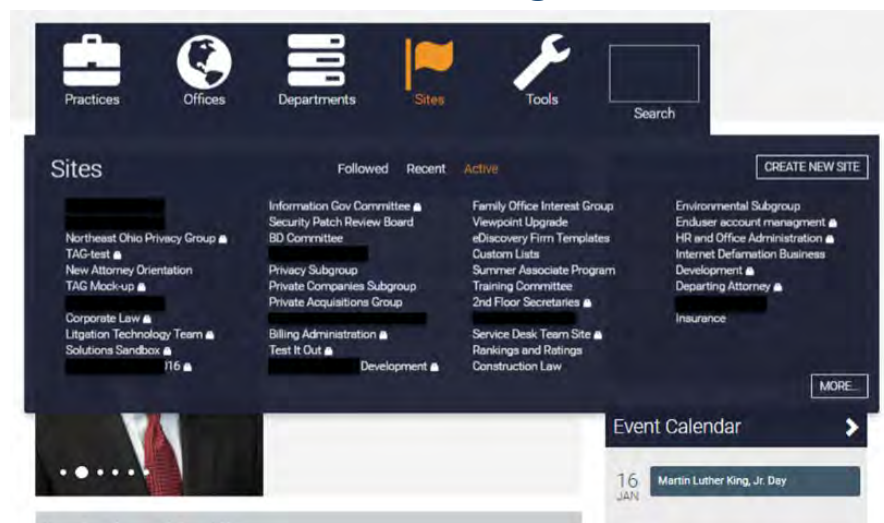 Practices
Offices
Departments
Sites
Tools
Search
Sites
Followed
Recent
Active
CREATE NEW SITE
Northeast Ohio Privacy Group
TAG-test
New Attorney Orientation
TAG Mock-up
Corporate Law
Litgation Technology Team
Solutions Sandbox
016
Information Gov Committee
Security Patch Review Board
BD Committee
Privacy Subgroup
Private Companies Subgroup
Private Acquisitions Group
Billing Administration
Test It Out
Development
Family Office Interest Group
Viewpoint Upgrade
eDiscovery Firm Templates
Custom Lists
Summer Associate Program
Training Committee
2nd Floor Secretaries
Service Desk Team Site
Rankings and Ratings
Construction Law
Environmental Subgroup
Enduser account managment
HR and Office Administration
Internet Defamation Business
Development
Departing Attorney
Insurance
MORE...
Event Calendar
16
JAN
Martin Luther King, Jr. Day